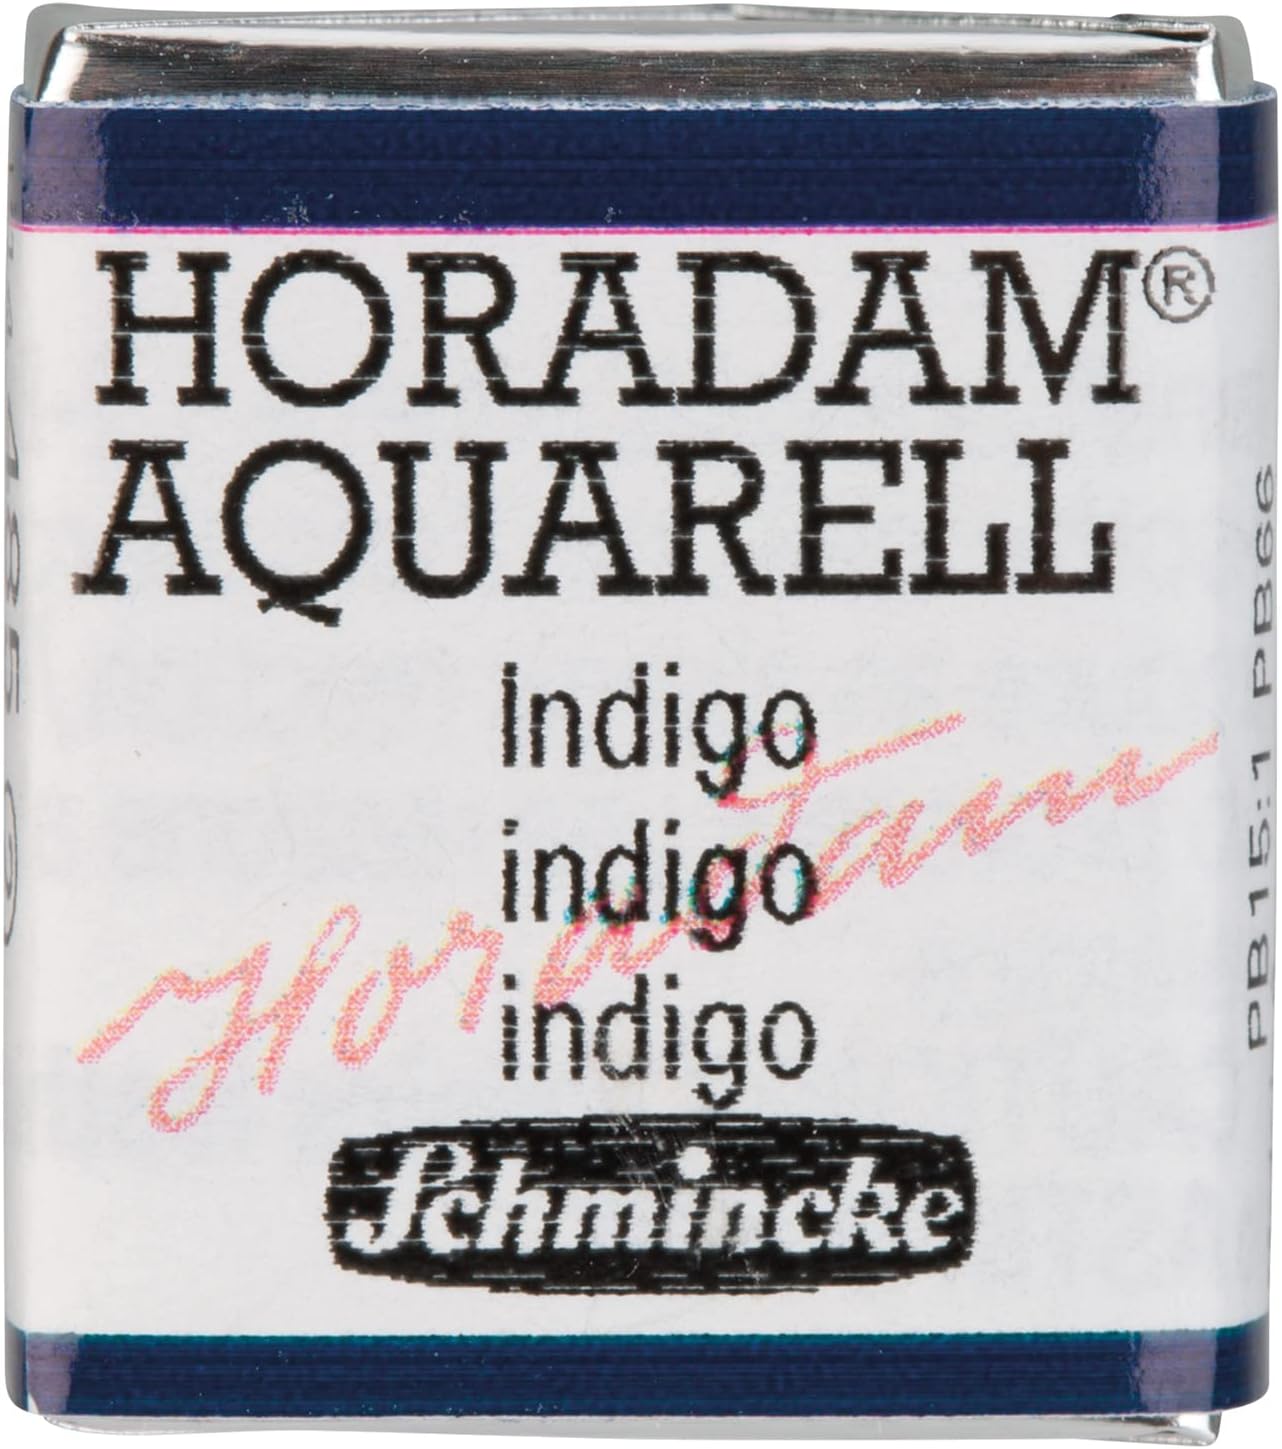 HORADAM®
AQUARELL
Indigo
indigo
indigo
Horadam
Schmincke
PB15:1 PB66